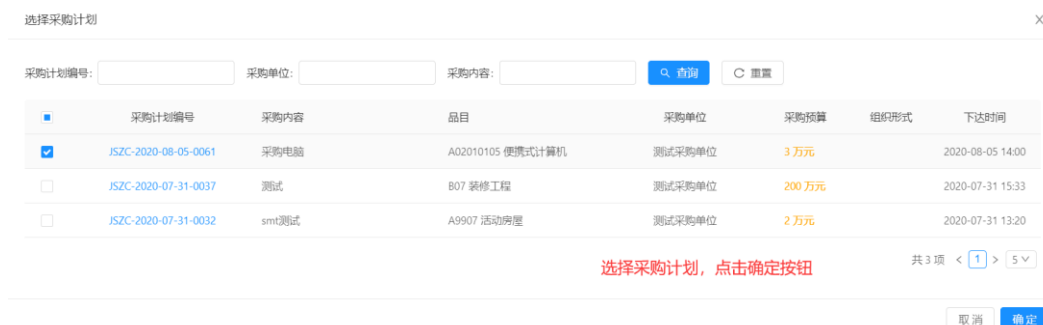 选择采购计划 X
采购计划编号: 采购单位: 采购内容: 查询 重置
采购计划编号 采购内容 品目 采购单位 采购预算 组织形式 下达时间
JSZC-2020-08-05-0061 采购电脑 A02010105 便携式计算机 测试采购单位 3 万元 2020-08-05 14:00
JSZC-2020-07-31-0037 测试 B07 装修工程 测试采购单位 200 万元 2020-07-31 15:33
JSZC-2020-07-31-0032 smt测试 A9907 活动房屋 测试采购单位 2 万元 2020-07-31 13:20
共 3 项 < 1 > 5
选择采购计划，点击确定按钮
取 消 确 定